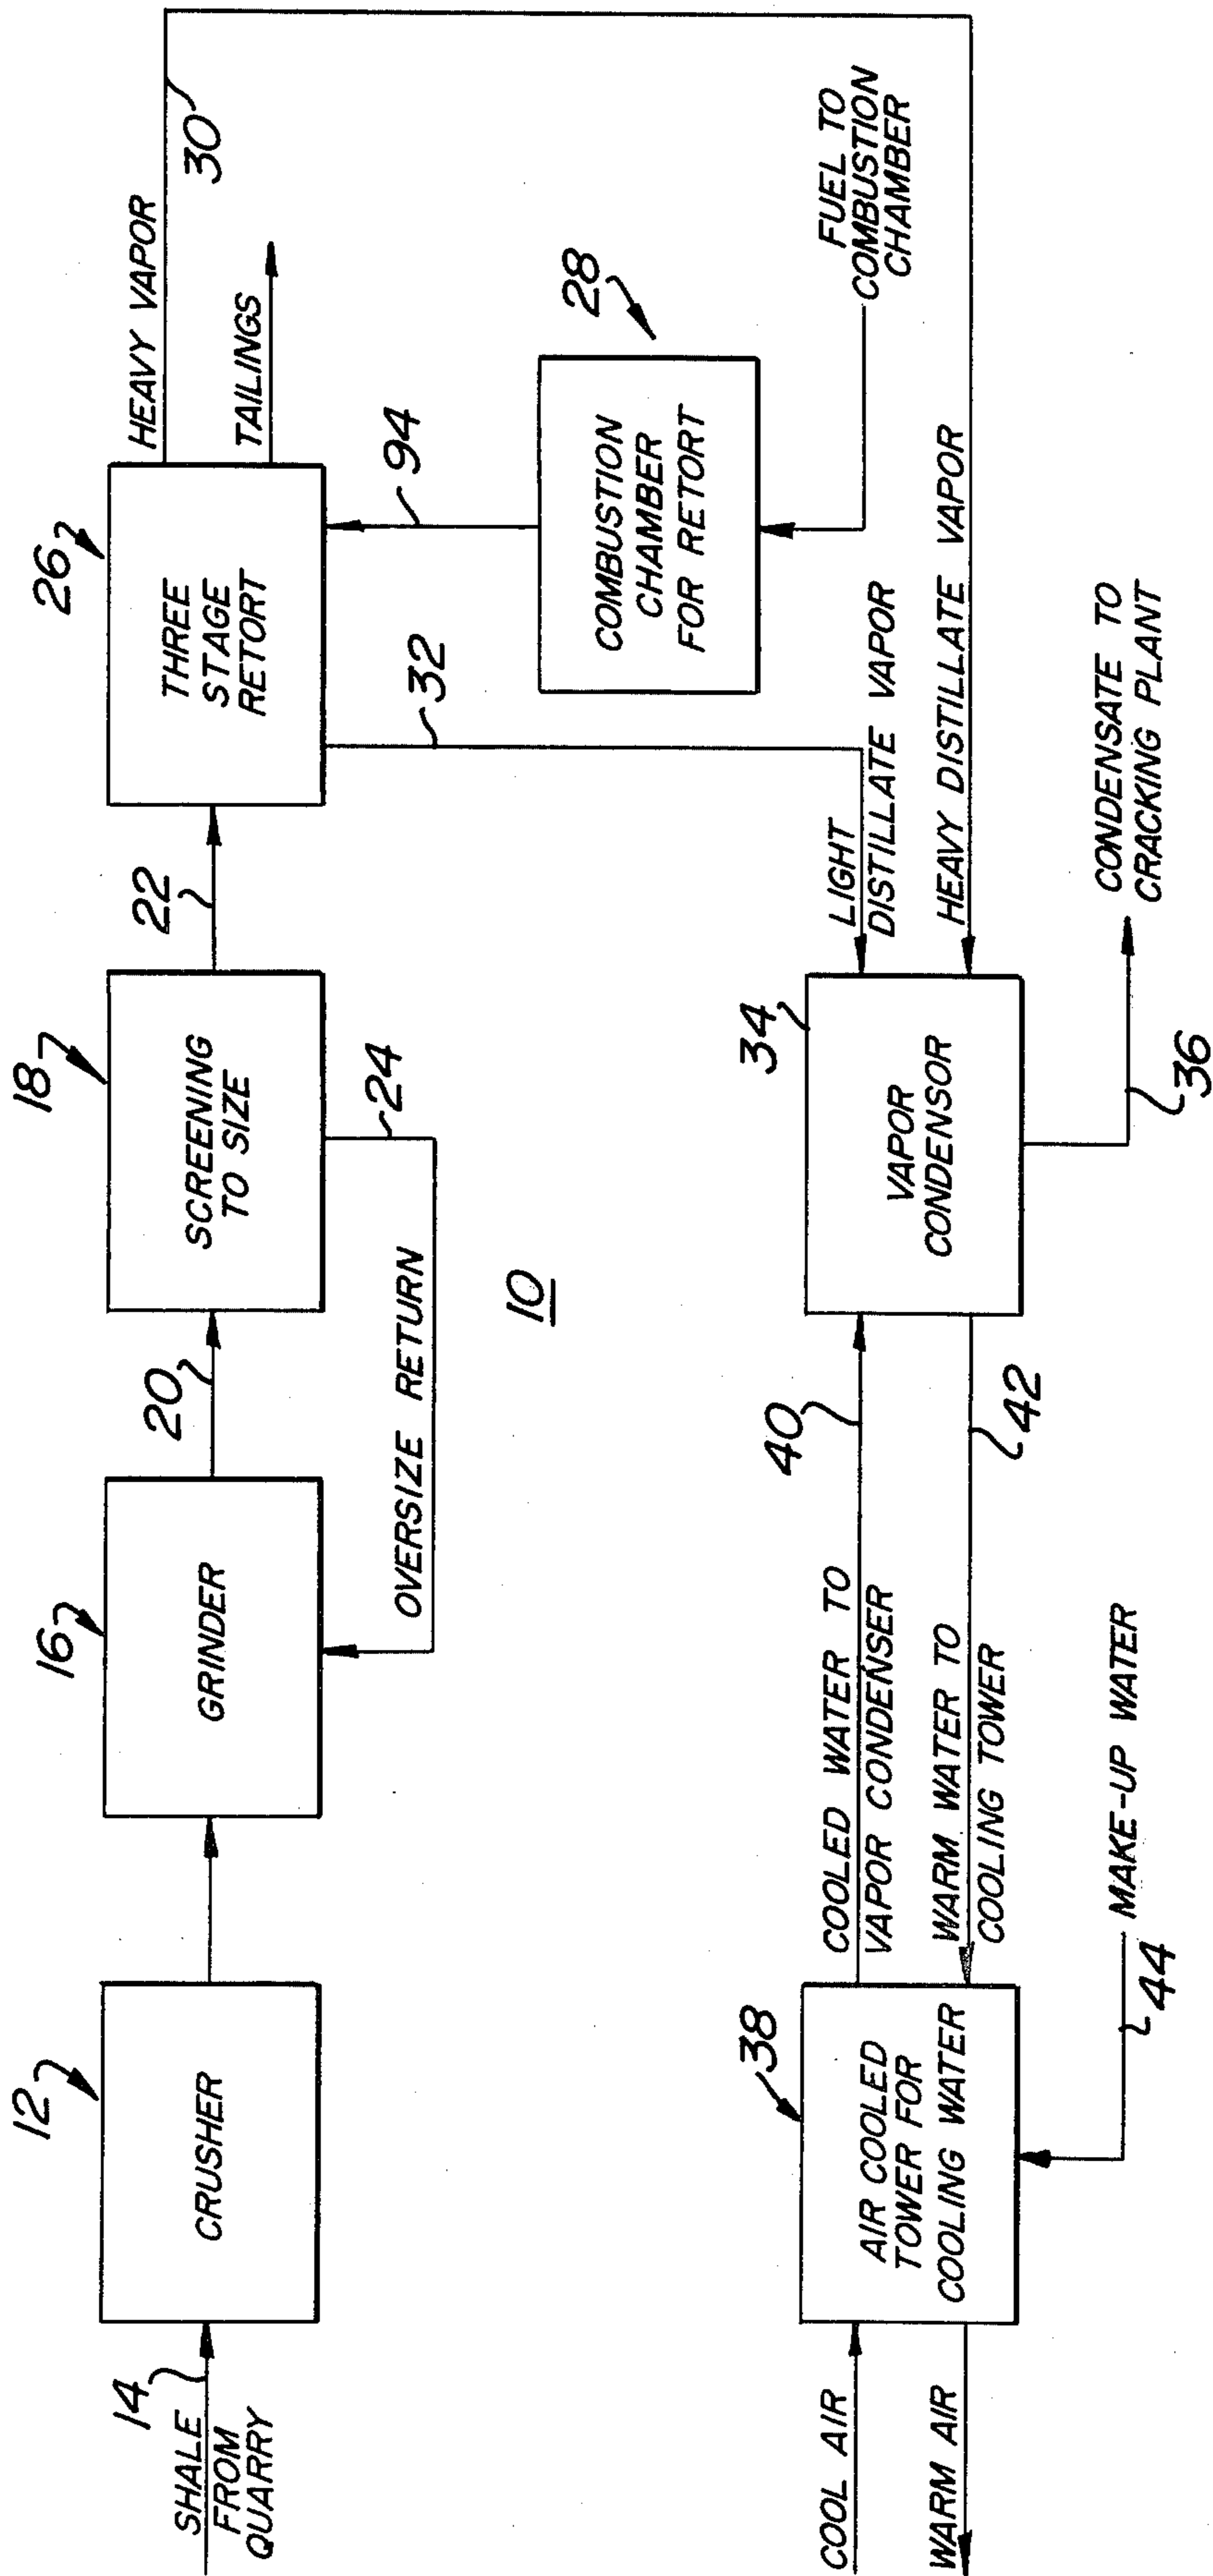 12
14
SHALE
FROM
QUARRY
CRUSHER
16
GRINDER
20
18
SCREENING
TO SIZE
24
OVERSIZE RETURN
22
26
THREE
STAGE
RETORT
HEAVY VAPOR
30
TAILINGS
94
32
28
COMBUSTION
CHAMBER
FOR RETORT
FUEL TO
COMBUSTION
CHAMBER
10
LIGHT
DISTILLATE VAPOR
HEAVY DISTILLATE VAPOR
34
VAPOR
CONDENSOR
CONDENSATE TO
CRACKING PLANT
36
40
COOLED WATER TO
VAPOR CONDENSER
42
WARM WATER TO
COOLING TOWER
38
AIR COOLED
TOWER FOR
COOLING WATER
COOL AIR
WARM AIR
MAKE-UP WATER
44